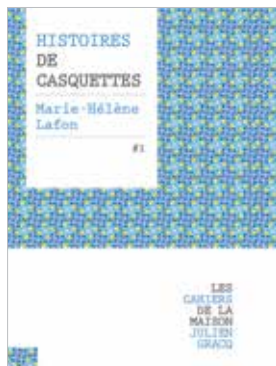 HISTOIRES
DE
CASQUETTES
Marie-Hélène
Lafon
#1
LES
CAHIERS
DE LA
MAISON
JULIEN
GRACQ